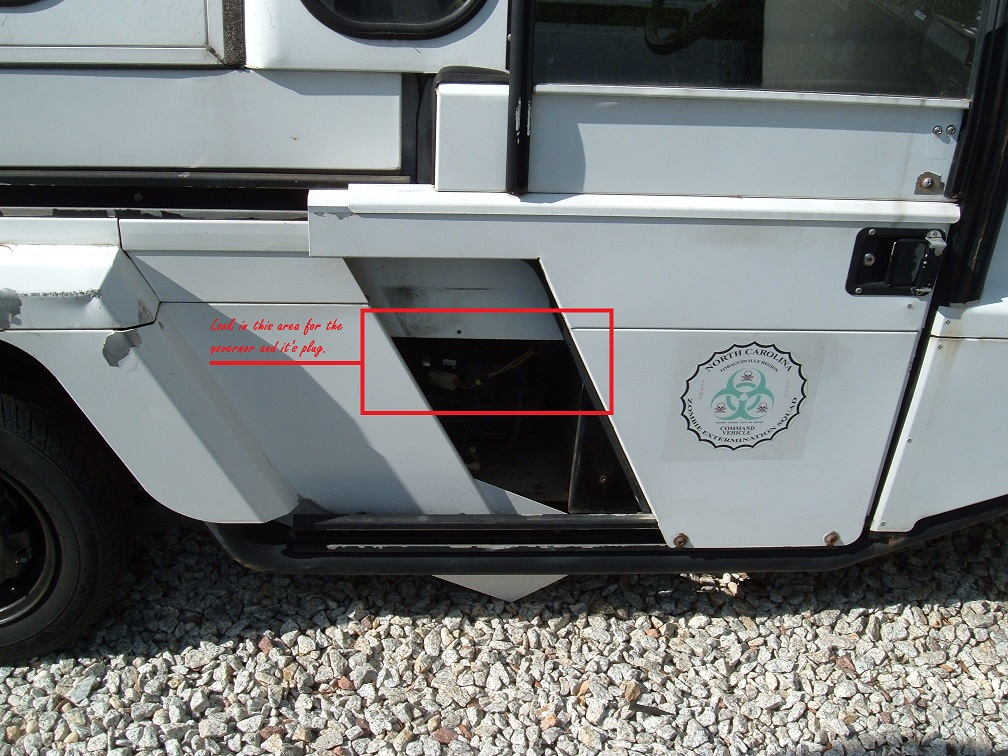 Look in this area for the
governor and it's plug.
NORTH CAROLINA
TOBACCOVILLE REGION
COMMAND
VEHICLE
ZOMBIE EXTERMINATION SQUAD